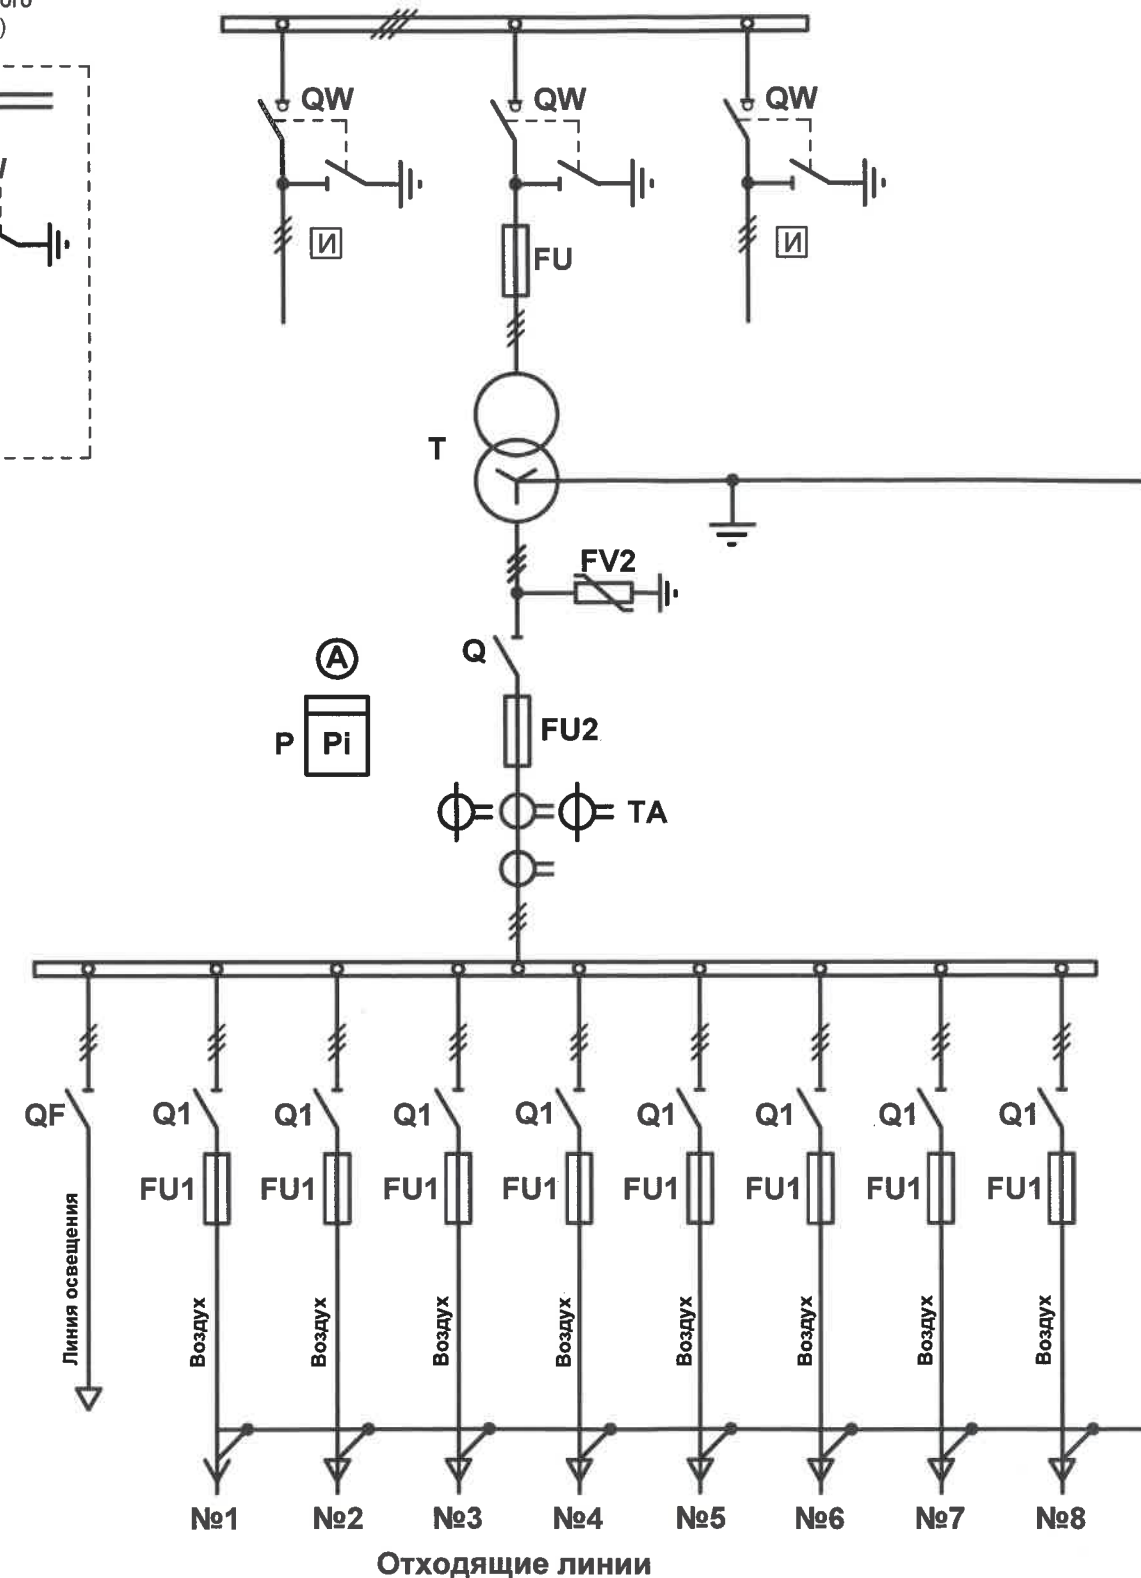 )
QW QW QW
И И
FU
T
FV2
A
Q
P Pi
FU2
TA
QF Q1 Q1 Q1 Q1 Q1 Q1 Q1 Q1
FU1 FU1 FU1 FU1 FU1 FU1 FU1 FU1
Линия освещения
Воздух Воздух Воздух Воздух Воздух Воздух Воздух Воздух
№1 №2 №3 №4 №5 №6 №7 №8
Отходящие линии